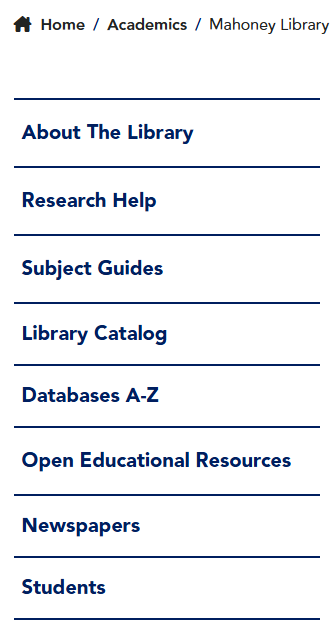 Home / Academics / Mahoney Library
About The Library
Research Help
Subject Guides
Library Catalog
Databases A-Z
Open Educational Resources
Newspapers
Students